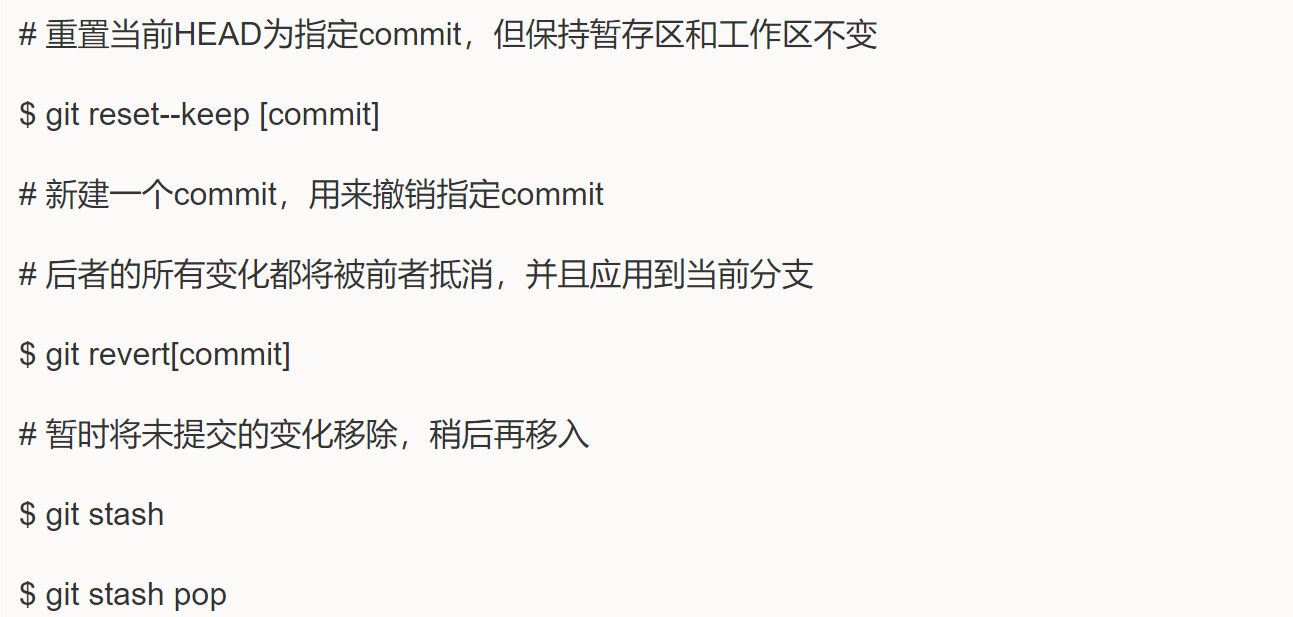 # 重置当前HEAD为指定commit，但保持暂存区和工作区不变
$ git reset--keep [commit]
# 新建一个commit，用来撤销指定commit
# 后者的所有变化都将被前者抵消，并且应用到当前分支
$ git revert[commit]
# 暂时将未提交的变化移除，稍后再移入
$ git stash
$ git stash pop